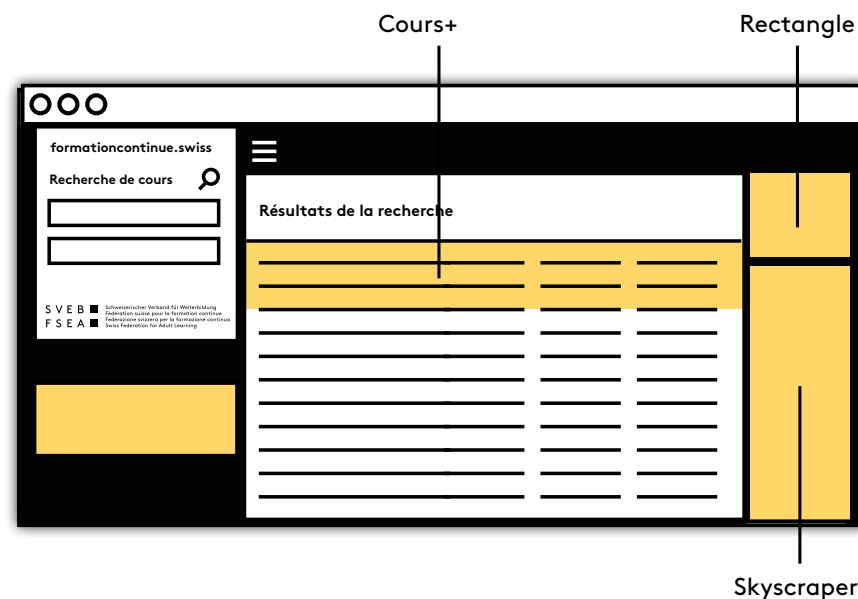 Cours+
Rectangle
formationcontinue.swiss
Recherche de cours
Résultats de la recherche
SVEB
FSEA
Schweizerischer Verband für Weiterbildung
Fédération suisse pour la formation continue
Federazione svizzera per la formazione continua
Swiss Federation for Adult Learning
Skyscraper